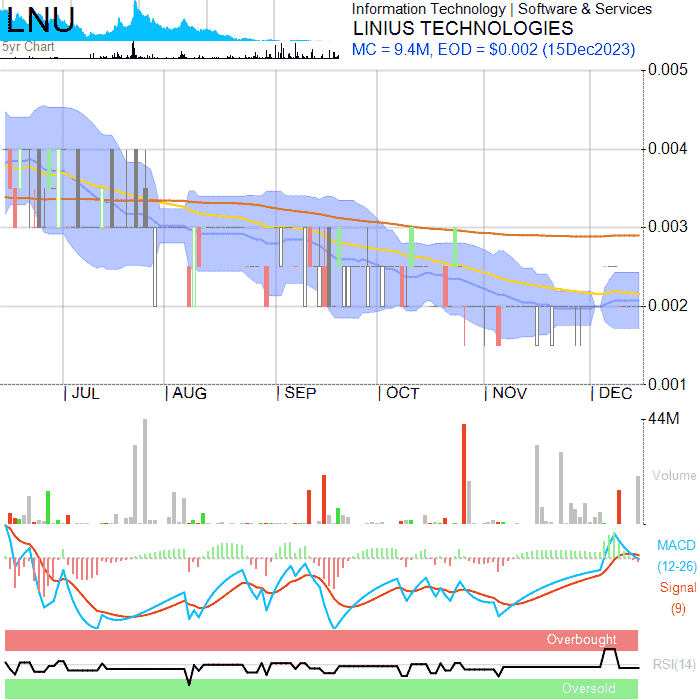 LNU
5yr Chart
Information Technology | Software & Services
LINIUS TECHNOLOGIES
MC = 9.4M, EOD = $0.002 (15Dec2023)
0.005
0.004
0.003
0.002
0.001
JUL AUG SEP OCT NOV DEC
44M
Volume
MACD
(12-26)
Signal
(9)
Overbought
RSI(14)
Oversold